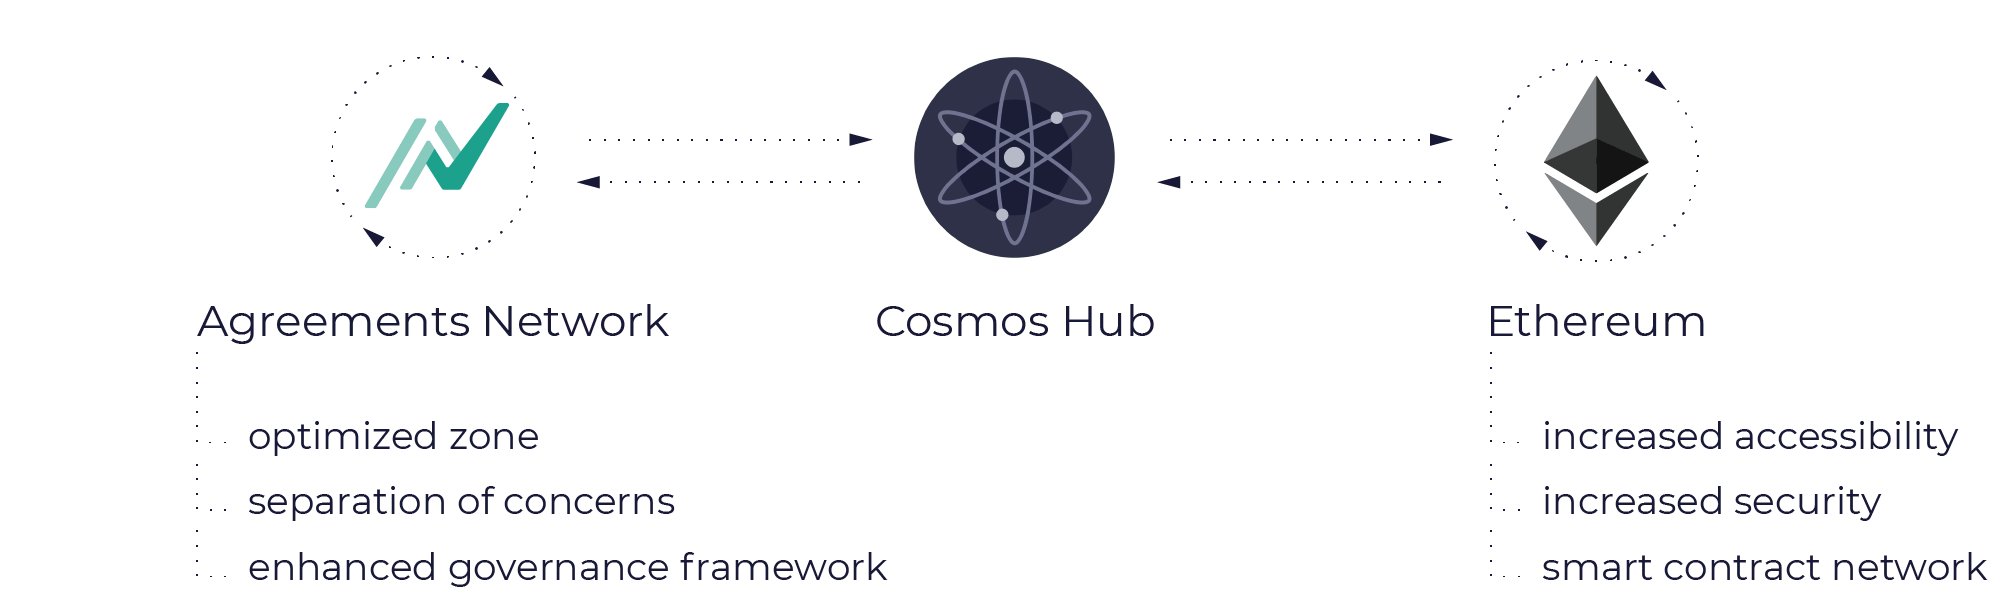 Agreements Network
optimized zone
separation of concerns
enhanced governance framework
Cosmos Hub
Ethereum
increased accessibility
increased security
smart contract network